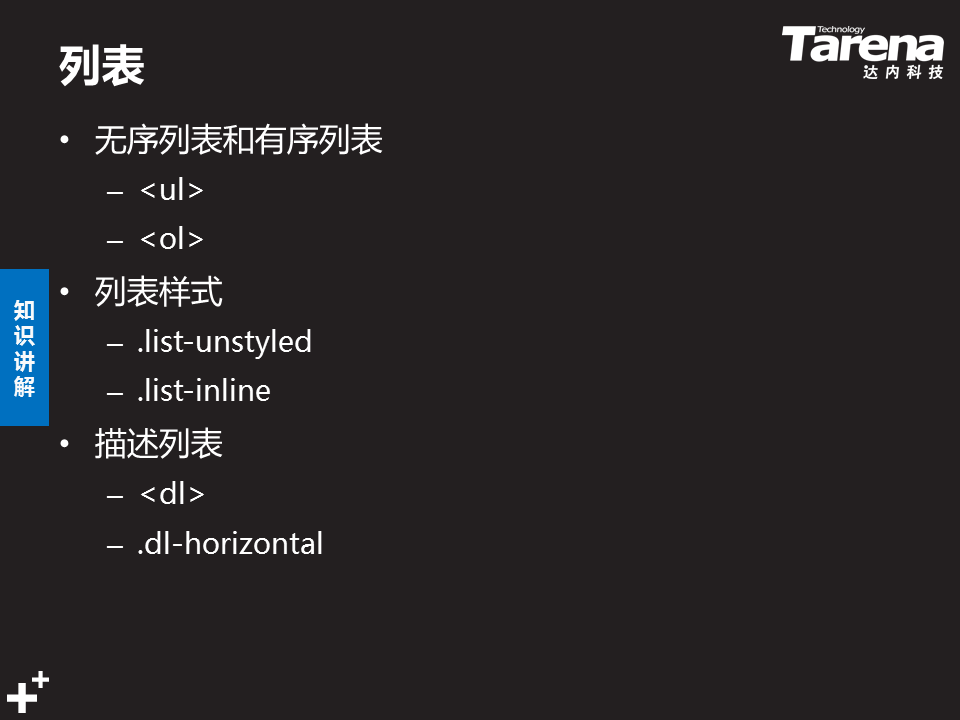 列表
Technology
Tarena
达内科技
• 无序列表和有序列表
– <ul>
– <ol>
• 列表样式
– .list-unstyled
– .list-inline
• 描述列表
– <dl>
– .dl-horizontal
知识讲解